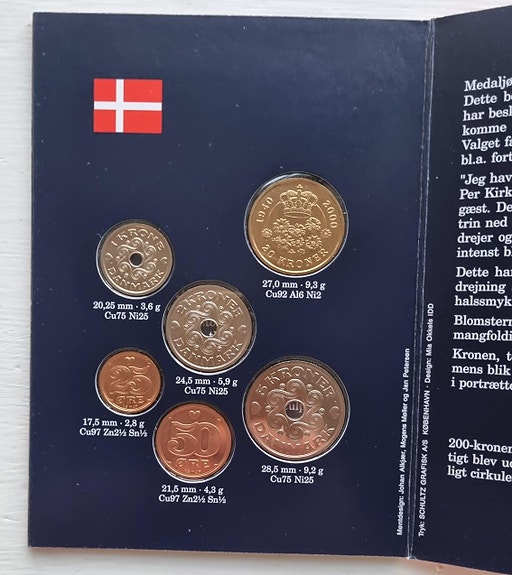 1 KRONE
DANMARK
20,25 mm · 3,6 g
Cu75 Ni25
1940 2000
20 KRONER
27,0 mm · 9,3 g
Cu92 Al6 Ni2
2 KRONER
DANMARK
24,5 mm · 5,9 g
Cu75 Ni25
25
ØRE
17,5 mm · 2,8 g
Cu97 Zn2½ Sn½
50
ØRE
21,5 mm · 4,3 g
Cu97 Zn2½ Sn½
5 KRONER
DANMARK
28,5 mm · 9,2 g
Cu75 Ni25
Møntdesign: Johan Alkjær, Mogens Møller og Jan Petersen
Tryk: SCHULTZ GRAFISK A/S KØBENHAVN · Design: Mia Okkels IDD
Medaljø
Dette be
har besl
komme
Valget fa
bl.a. fort
"Jeg hav
Per Kirk
gæst. De
trin ned
drejer og
intenst b
Dette ha
drejning
halssmyk
Blomstern
mangfoldi
Kronen, t
mens blik
i portrætte
200-kronen
tigt blev ud
ligt cirkule